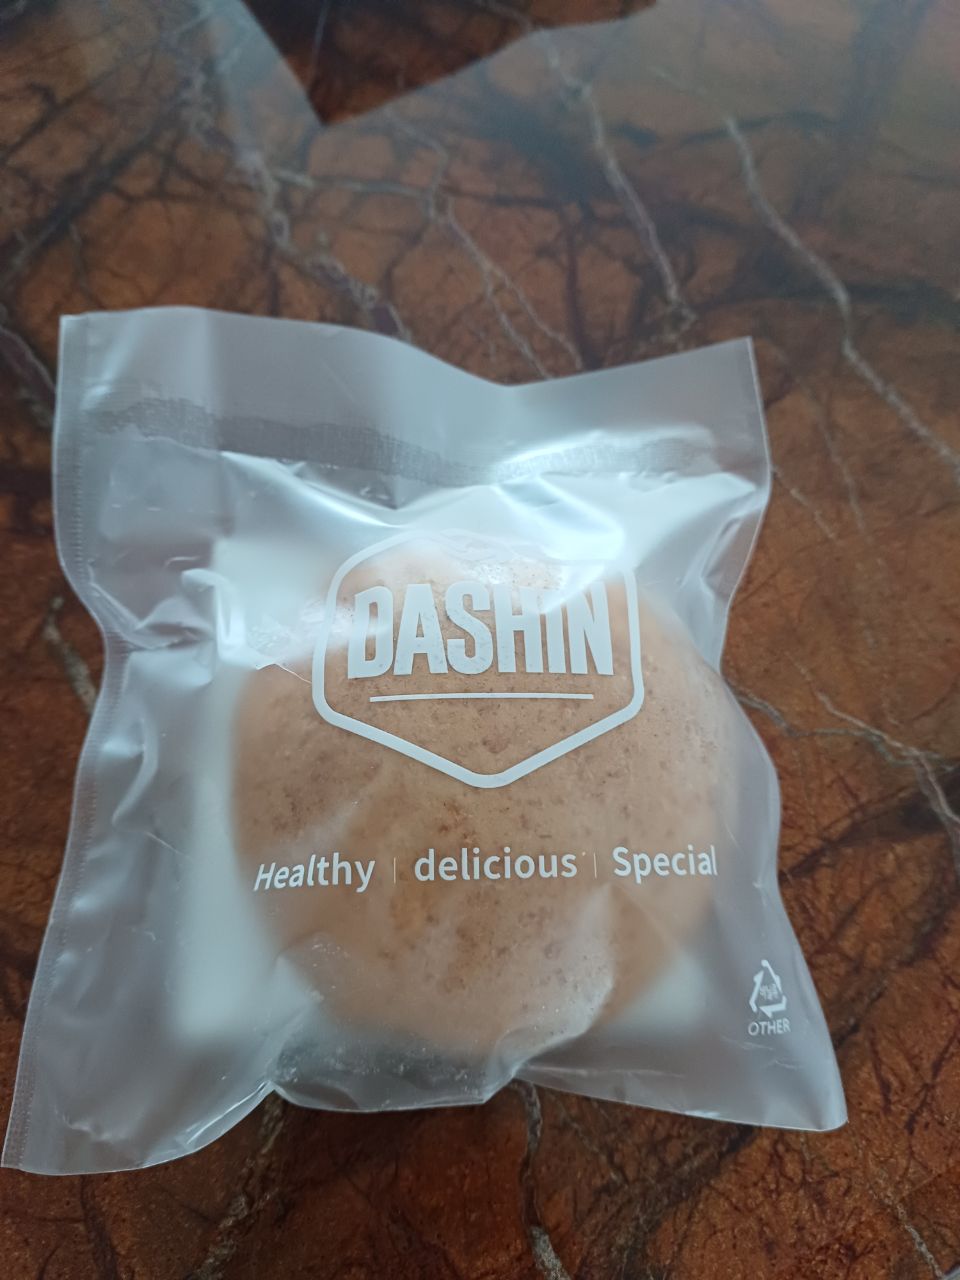 DASHIN
Healthy | delicious | Special
OTHER